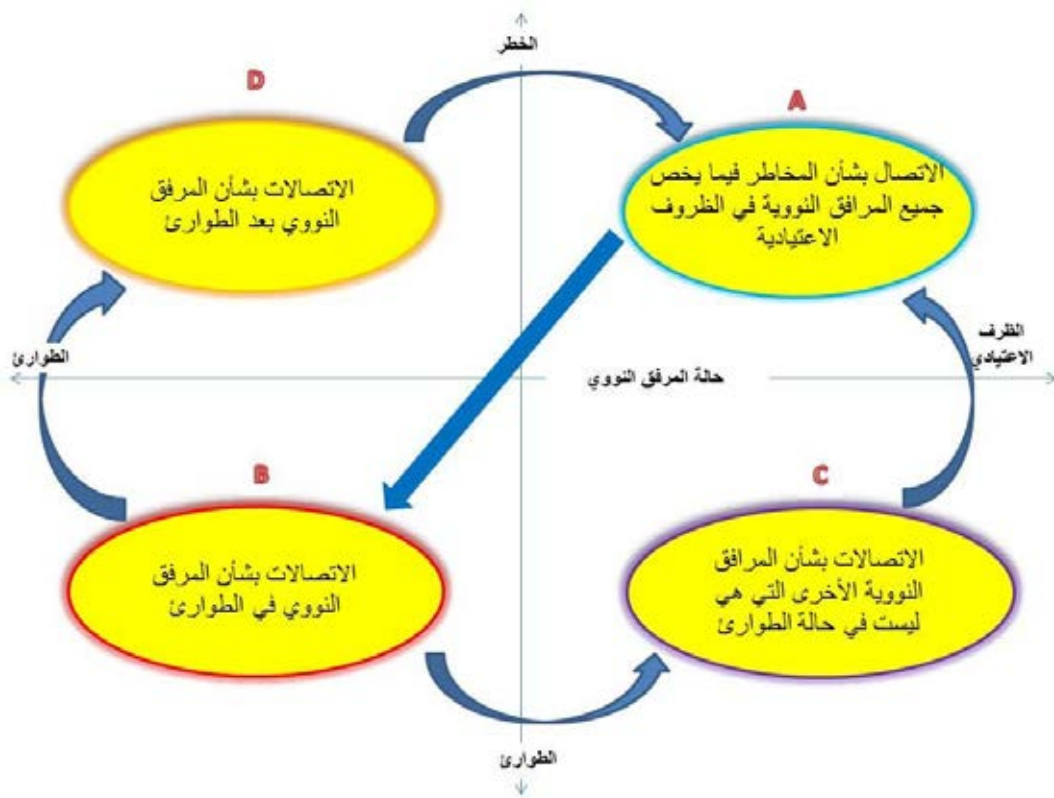 الخطر
A
الاتصال بشأن المخاطر فيما يخص
جميع المرافق النووية في الظروف
الاعتيادية
D
الاتصالات بشأن المرفق
النووي بعد الطوارئ
الظرف
الاعتيادي
حالة المرفق النووي
الطوارئ
C
الاتصالات بشأن المرافق
النووية الأخرى التي هي
ليست في حالة الطوارئ
B
الاتصالات بشأن المرفق
النووي في الطوارئ
الطوارئ